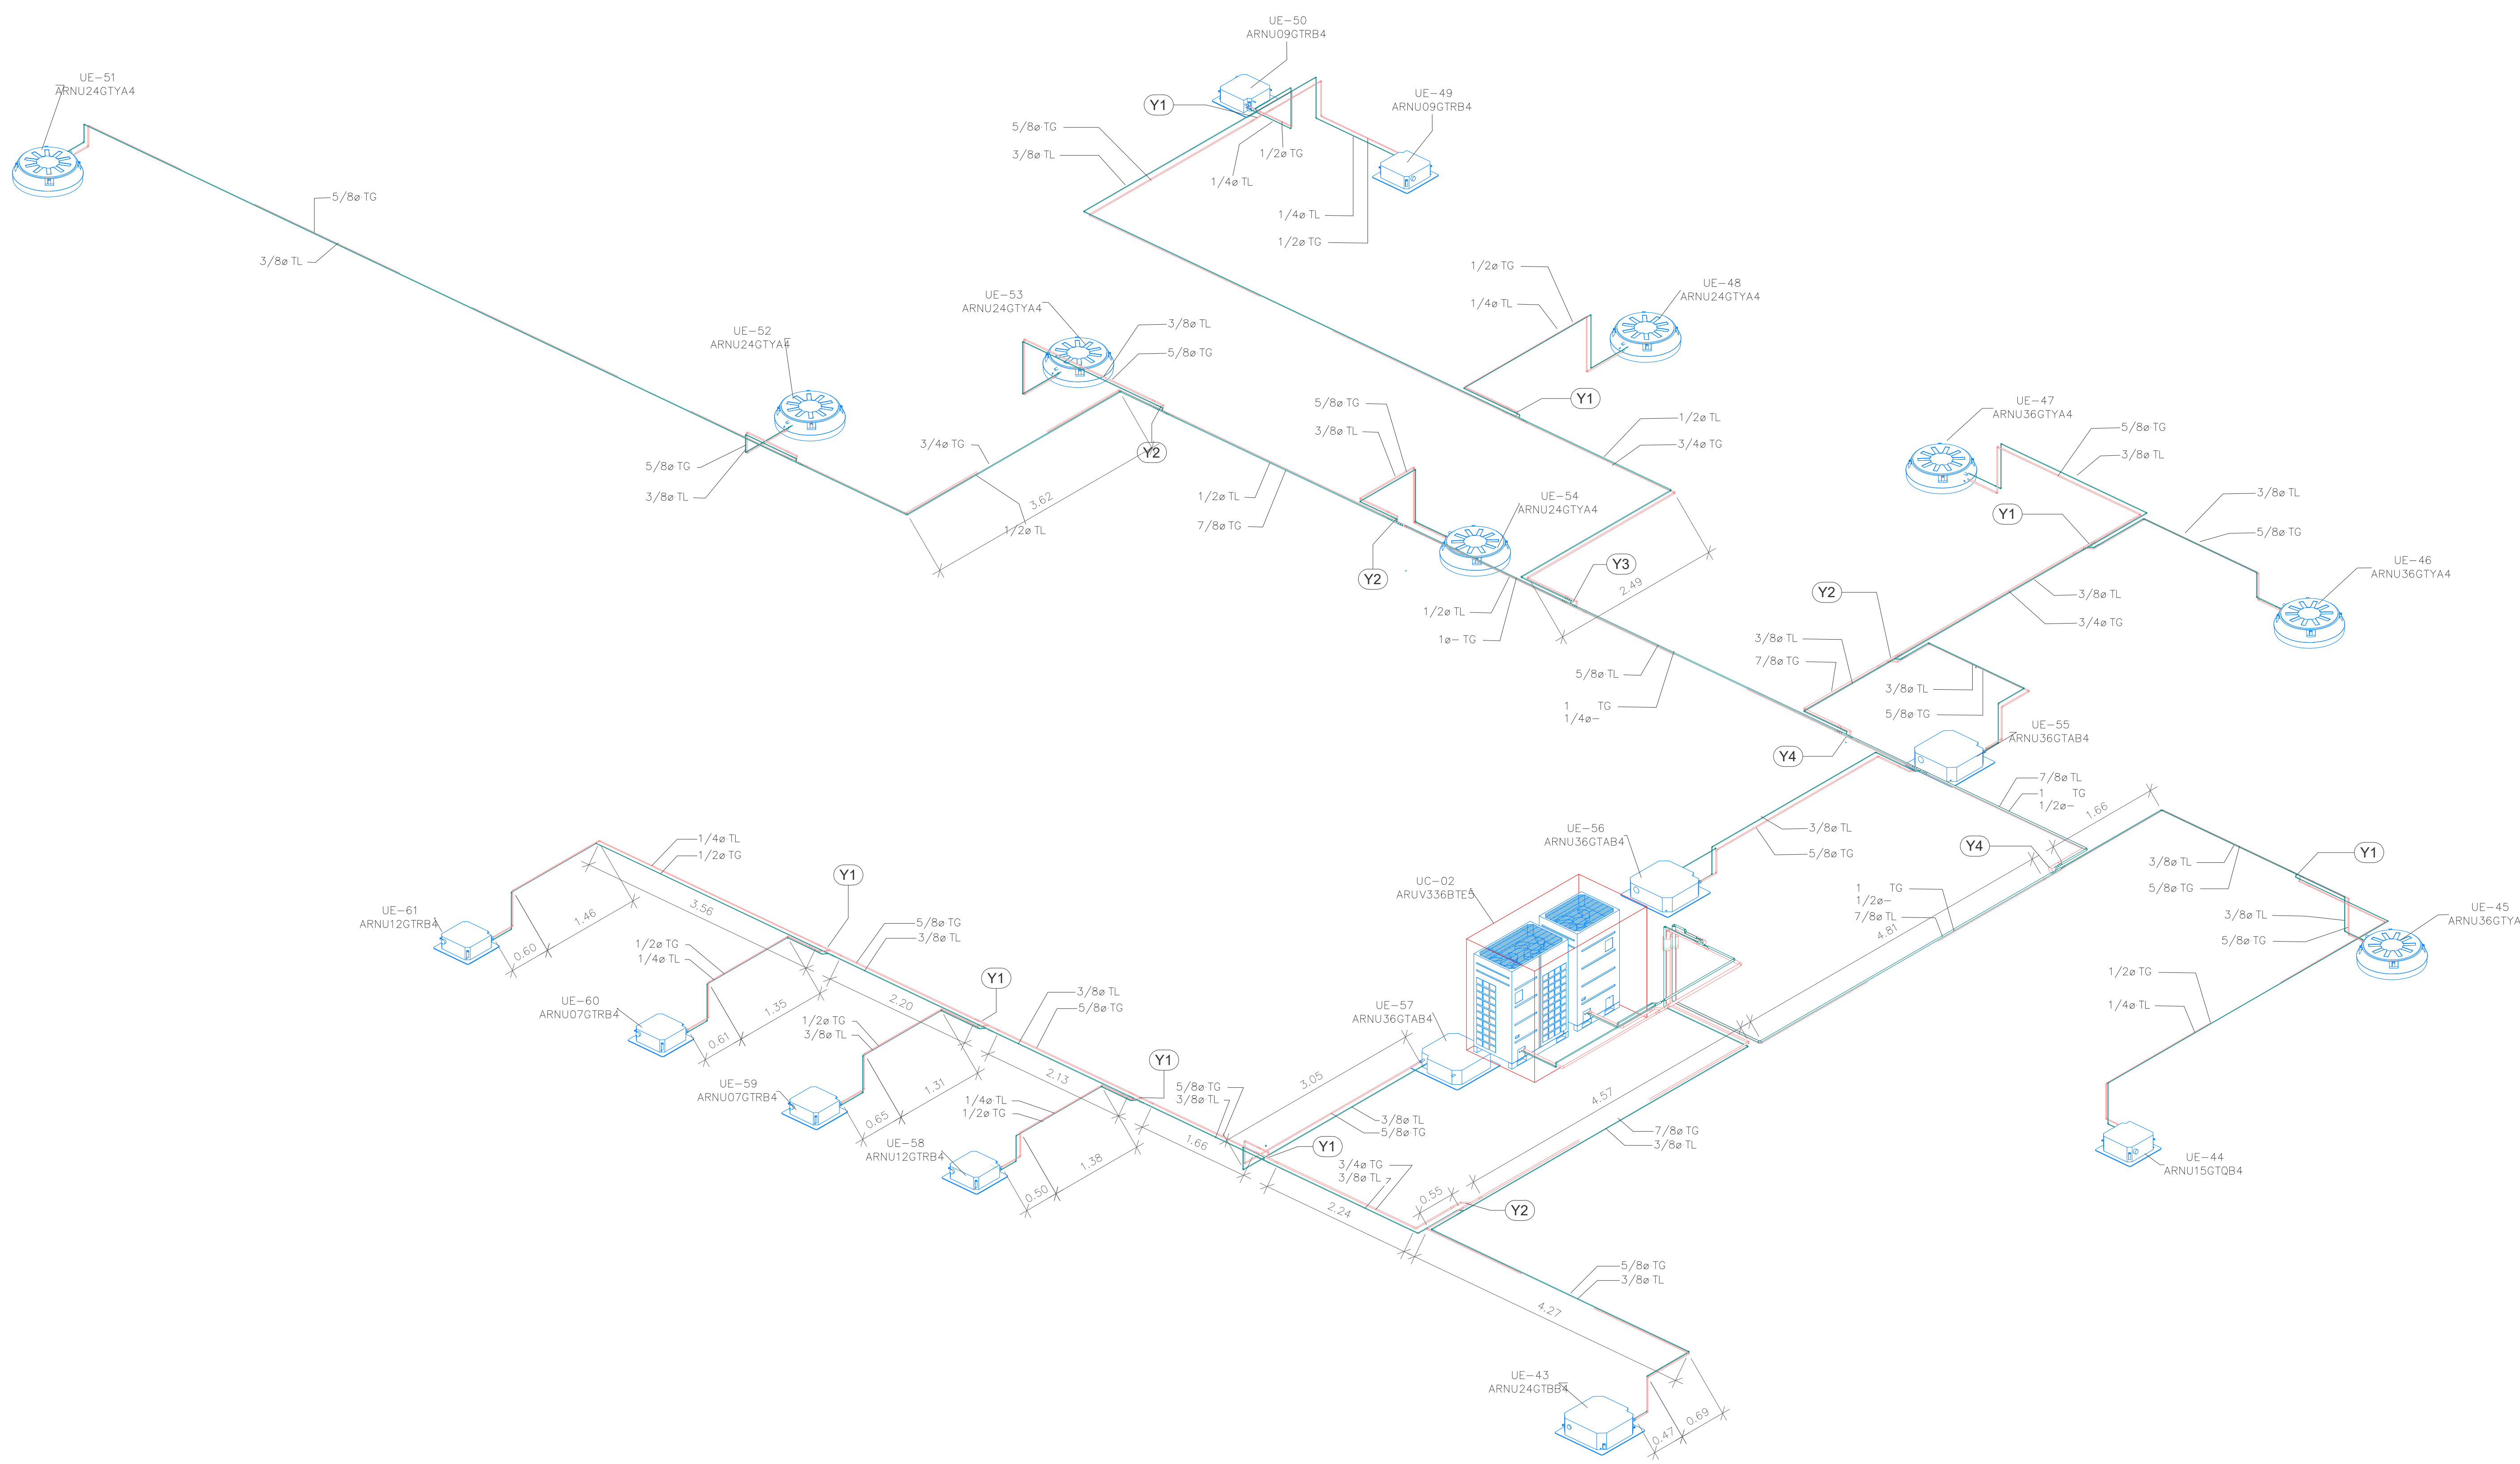 UE-50
ARNU09GTRB4
UE-51
ARNU24GTYA4
UE-49
ARNU09GTRB4
Y1
5/8ø TG
3/8ø TL
1/2ø TG
1/4ø TL
5/8ø TG
3/8ø TL
1/4ø TL
1/2ø TG
1/2ø TG
1/4ø TL
UE-48
ARNU24GTYA4
UE-53
ARNU24GTYA4
3/8ø TL
5/8ø TG
UE-52
ARNU24GTYA4
Y1
5/8ø TG
3/8ø TL
1/2ø TL
3/4ø TG
UE-47
ARNU36GTYA4
5/8ø TG
3/8ø TL
3/4ø TG
Y2
5/8ø TG
3/8ø TL
3.62
1/2ø TL
1/2ø TL
7/8ø TG
UE-54
ARNU24GTYA4
3/8ø TL
5/8ø TG
Y1
Y2
Y3
2.49
UE-46
ARNU36GTYA4
Y2
3/8ø TL
3/4ø TG
1/2ø TL
1ø- TG
3/8ø TL
7/8ø TG
5/8ø TL
1 TG
1/4ø-
3/8ø TL
5/8ø TG
UE-55
ARNU36GTAB4
Y4
7/8ø TL
1 TG
1/2ø-
1.66
UE-56
ARNU36GTAB4
3/8ø TL
5/8ø TG
Y4
Y1
3/8ø TL
5/8ø TG
1/4ø TL
1/2ø TG
Y1
UC-02
ARUV336BTE5
1 TG
1/2ø-
7/8ø TL
4.81
3/8ø TL
5/8ø TG
UE-45
ARNU36GTYA
UE-61
ARNU12GTRB4
3.56
1.46
0.60
5/8ø TG
3/8ø TL
1/2ø TG
1/4ø TL
Y1
1/2ø TG
1/4ø TL
UE-60
ARNU07GTRB4
1.35
0.61
2.20
3/8ø TL
5/8ø TG
1/2ø TG
3/8ø TL
UE-57
ARNU36GTAB4
3.05
Y1
4.57
UE-59
ARNU07GTRB4
1.31
0.65
2.13
1/4ø TL
1/2ø TG
5/8ø TG
3/8ø TL
3/8ø TL
5/8ø TG
7/8ø TG
3/8ø TL
Y1
UE-58
ARNU12GTRB4
1.38
0.50
1.66
3/4ø TG
3/8ø TL
0.55
Y2
2.24
UE-44
ARNU15GTQB4
5/8ø TG
3/8ø TL
4.27
UE-43
ARNU24GTBB4
0.69
0.47